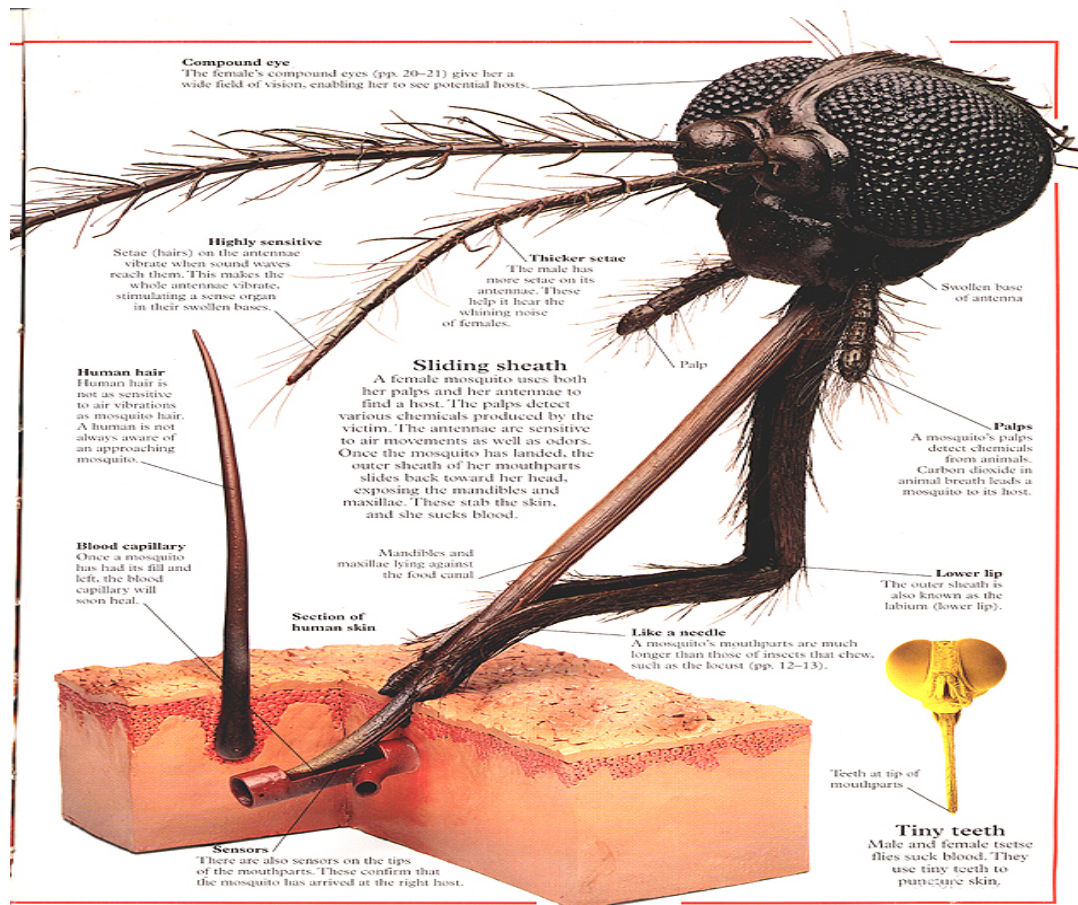 Compound eye
The female's compound eyes (pp. 20–21) give her a
wide field of vision, enabling her to see potential hosts.
Highly sensitive
Setae (hairs) on the antennae
vibrate when sound waves
reach them. This makes the
whole antennae vibrate,
stimulating a sense organ
in their swollen bases.
Thicker setae
The male has
more setae on its
antennae. These
help it hear the
whining noise
of females.
Swollen base
of antenna
Palp
Human hair
Human hair is
not as sensitive
to air vibrations
as mosquito hair.
A human is not
always aware of
an approaching
mosquito.
Sliding sheath
A female mosquito uses both
her palps and her antennae to
find a host. The palps detect
various chemicals produced by the
victim. The antennae are sensitive
to air movements as well as odors.
Once the mosquito has landed, the
outer sheath of her mouthparts
slides back toward her head,
exposing the mandibles and
maxillae. These stab the skin,
and she sucks blood.
Palps
A mosquito's palps
detect chemicals
from animals.
Carbon dioxide in
animal breath leads a
mosquito to its host.
Blood capillary
Once a mosquito
has had its fill and
left, the blood
capillary will
soon heal.
Mandibles and
maxillae lying against
the food canal
Lower lip
The outer sheath is
also known as the
labium (lower lip).
Section of
human skin
Like a needle
A mosquito's mouthparts are much
longer than those of insects that chew,
such as the locust (pp. 12–13).
Teeth at tip of
mouthparts
Tiny teeth
Male and female tsetse
flies suck blood. They
use tiny teeth to
puncture skin.
Sensors
There are also sensors on the tips
of the mouthparts. These confirm that
the mosquito has arrived at the right host.